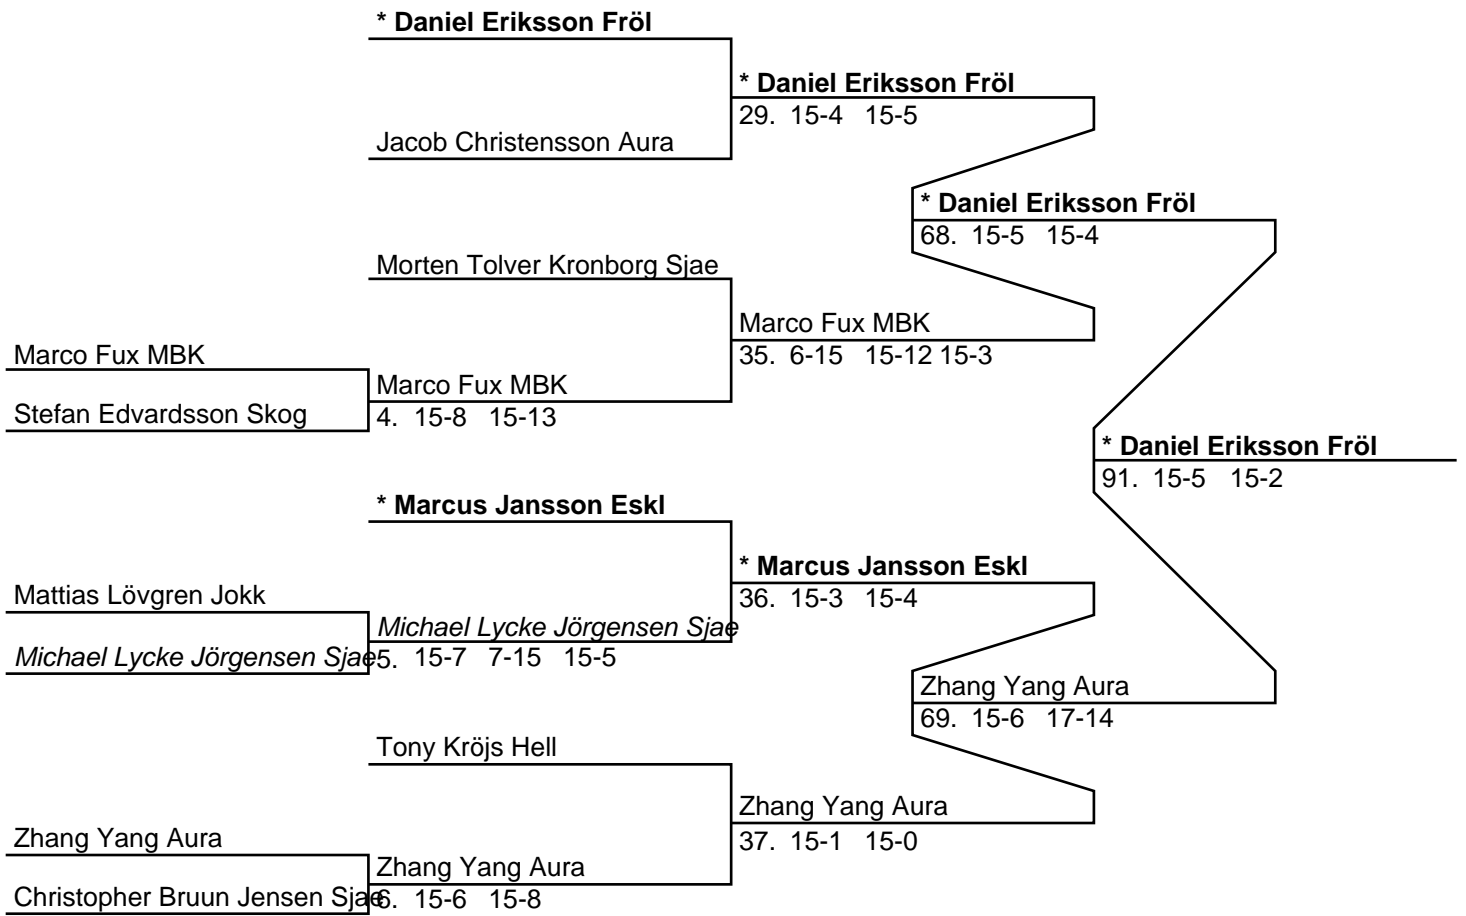 * Daniel Eriksson Fröl
* Daniel Eriksson Fröl
29. 15-4 15-5
Jacob Christensson Aura
* Daniel Eriksson Fröl
68. 15-5 15-4
Morten Tolver Kronborg Sjae
Marco Fux MBK
35. 6-15 15-12 15-3
Marco Fux MBK
Marco Fux MBK
4. 15-8 15-13
Stefan Edvardsson Skog
* Daniel Eriksson Fröl
91. 15-5 15-2
* Marcus Jansson Eskl
* Marcus Jansson Eskl
36. 15-3 15-4
Mattias Lövgren Jokk
Michael Lycke Jörgensen Sjae
5. 15-7 7-15 15-5
Michael Lycke Jörgensen Sjae
Zhang Yang Aura
69. 15-6 17-14
Tony Kröjs Hell
Zhang Yang Aura
37. 15-1 15-0
Zhang Yang Aura
Zhang Yang Aura
6. 15-6 15-8
Christopher Bruun Jensen Sjae